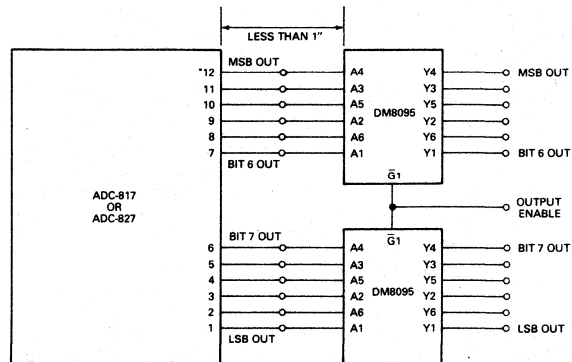 LESS THAN 1"
MSB OUT
*12 A4 Y4 MSB OUT
11 A3 Y3
10 A5 Y5
DM8095
9 A2 Y2
8 A6 Y6
7 A1 Y1 BIT 6 OUT
BIT 6 OUT
G̅1
ADC-817
OR
ADC-827
OUTPUT
ENABLE
G̅1
BIT 7 OUT
6 A4 Y4 BIT 7 OUT
5 A3 Y3
4 A5 Y5
DM8095
3 A2 Y2
2 A6 Y6
1 A1 Y1 LSB OUT
LSB OUT